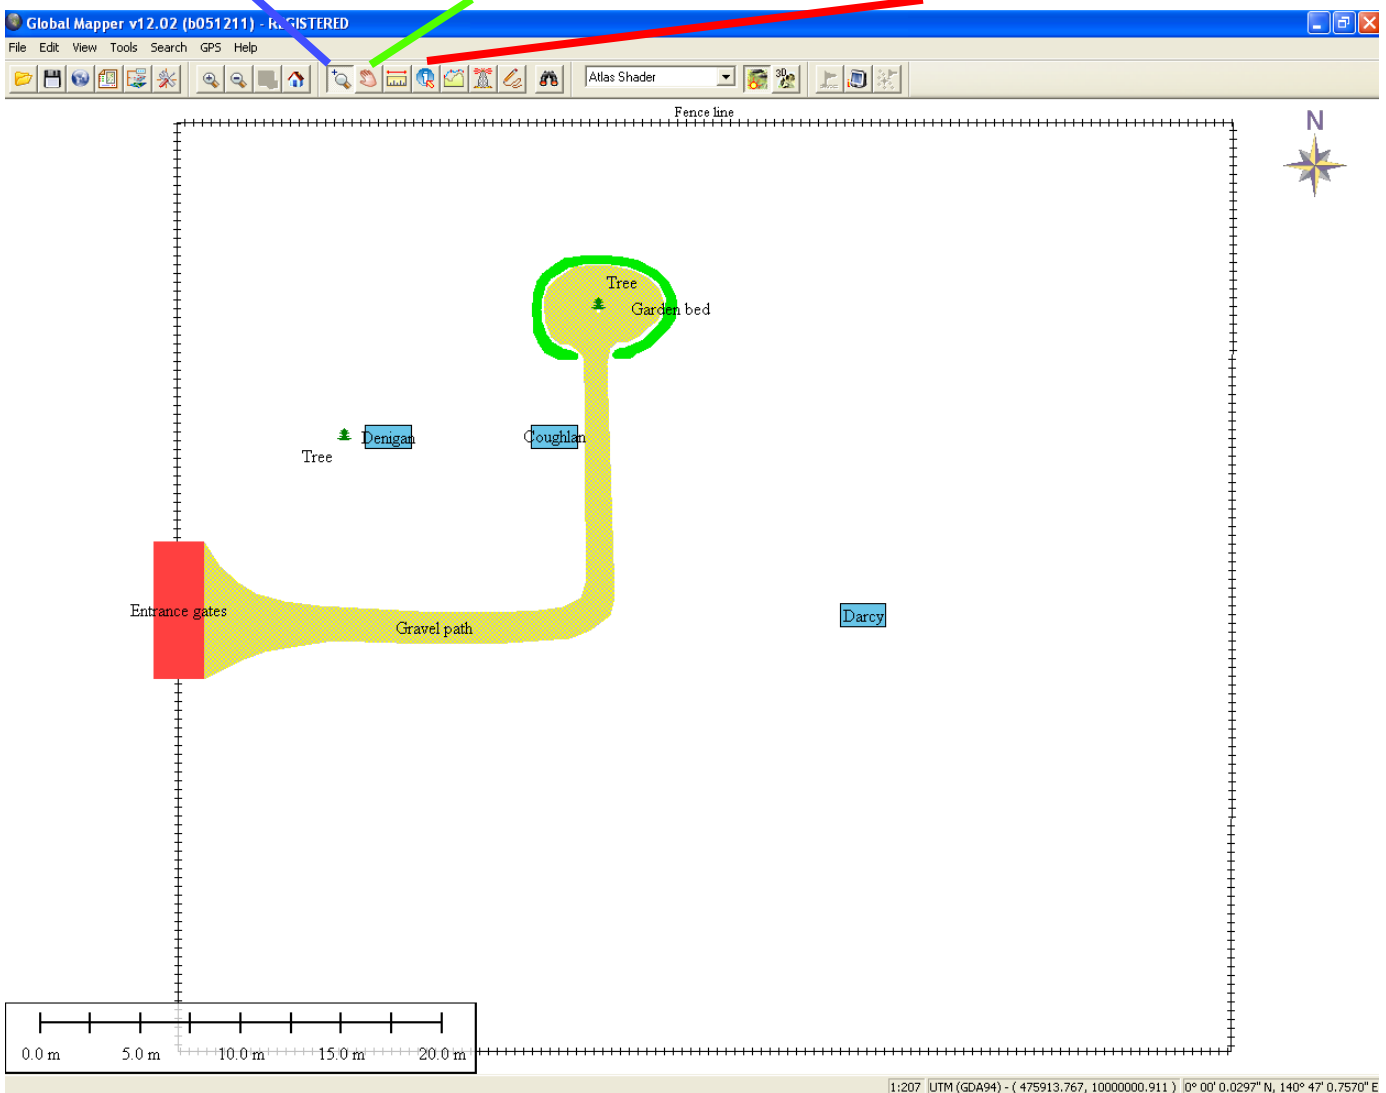 Global Mapper v12.02 (b051211) - REGISTERED
File Edit View Tools Search GPS Help
Atlas Shader
3D
Fence line
N
Tree
Garden bed
Denigan
Coughlan
Tree
Entrance gates
Gravel path
Darcy
0.0 m 5.0 m 10.0 m 15.0 m 20.0 m
1:207 UTM (GDA94) - ( 475913.767, 10000000.911 ) 0° 00' 0.0297" N, 140° 47' 0.7570" E